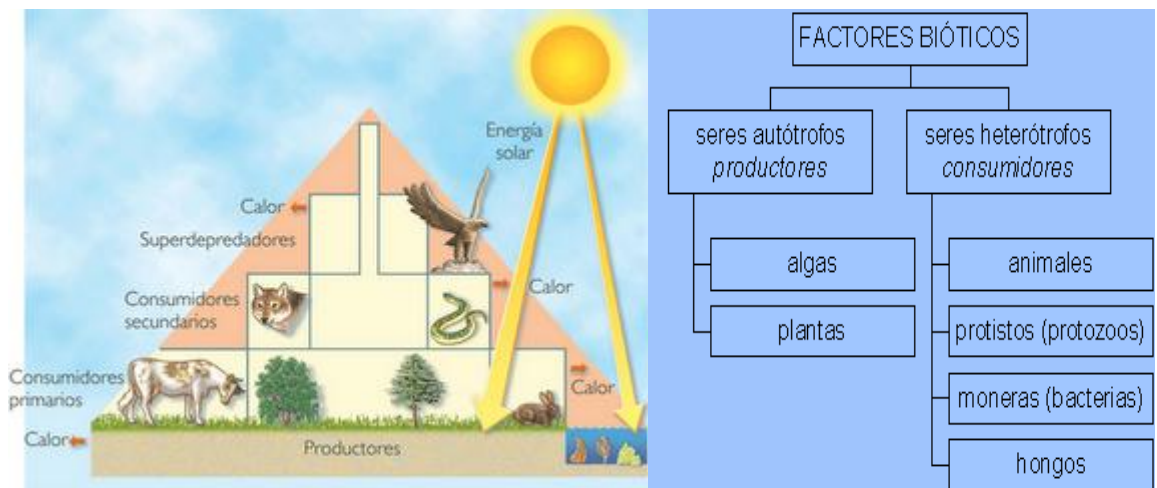 Energía
solar
Calor
Superdepredadores
Calor
Consumidores
secundarios
Consumidores
primarios
Calor
Calor
Productores
FACTORES BIÓTICOS
seres autótrofos
productores
seres heterótrofos
consumidores
algas
plantas
animales
protistos (protozoos)
moneras (bacterias)
hongos